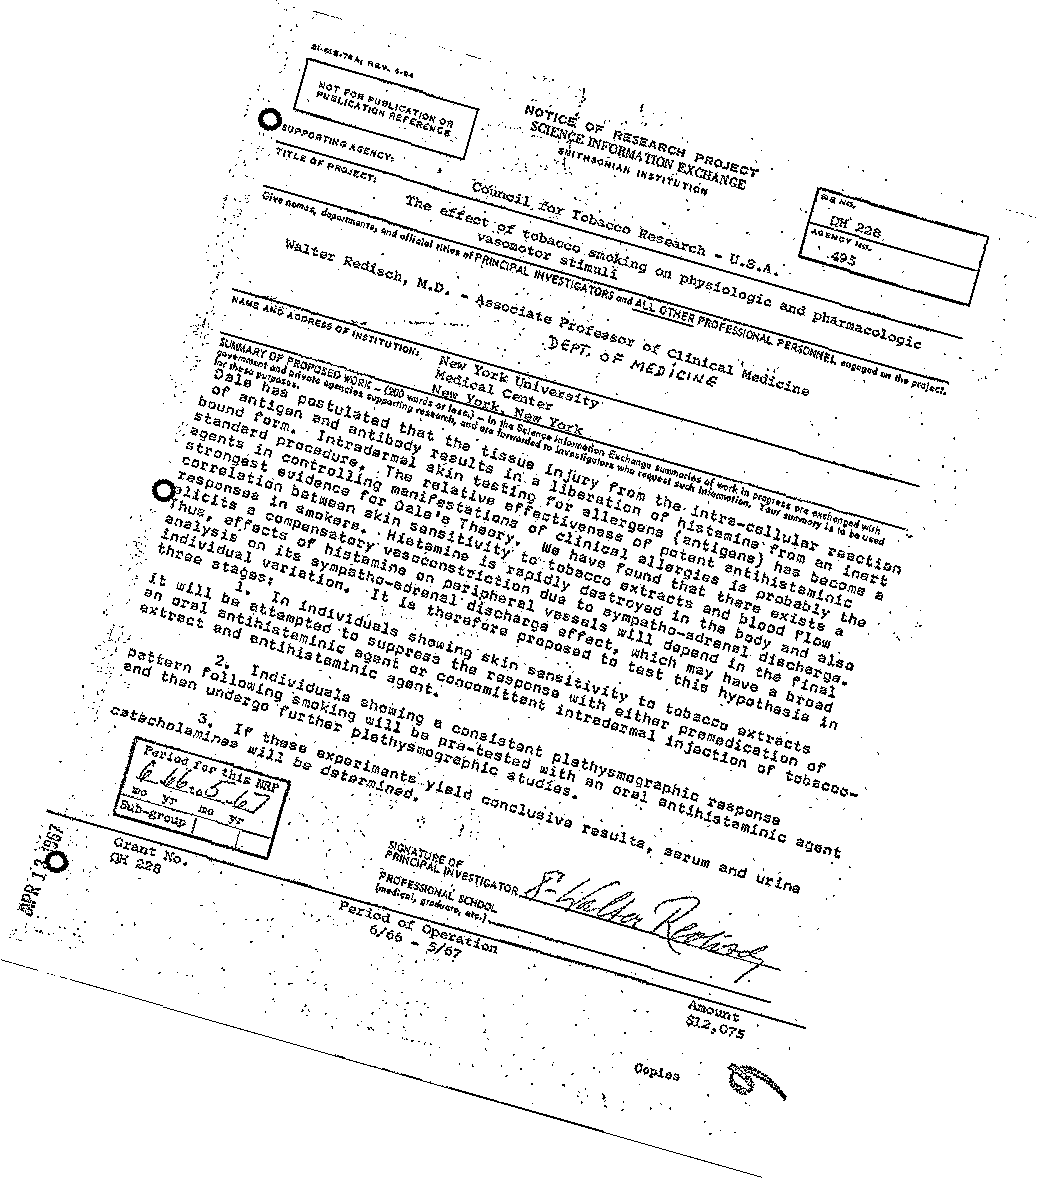 SI-618-78A, REV. 4-64
NOT FOR PUBLICATION OR
PUBLICATION REFERENCE
NOTICE OF RESEARCH PROJECT
SCIENCE INFORMATION EXCHANGE
SMITHSONIAN INSTITUTION
SIE NO.
QH 228
AGENCY NO.
495
SUPPORTING AGENCY:
Council for Tobacco Research - U.S.A.
TITLE OF PROJECT:
The effect of tobacco smoking on physiologic and pharmacologic
vasomotor stimuli
Give names, departments, and official titles of PRINCIPAL INVESTIGATORS and ALL OTHER PROFESSIONAL PERSONNEL engaged on the project.
Walter Redisch, M.D. - Associate Professor of Clinical Medicine
DEPT. OF MEDICINE
NAME AND ADDRESS OF INSTITUTION:
New York University
Medical Center
New York, New York
SUMMARY OF PROPOSED WORK - (200 words or less.) - In the Science Information Exchange summaries of work in progress are exchanged with
government and private agencies supporting research, and are forwarded to investigators who request such information. Your summary is to be used
for these purposes.
Dale has postulated that the tissue injury from the intra-cellular reaction
of antigen and antibody results in a liberation of histamine from an inert
bound form. Intradermal skin testing for allergens (antigens) has become a
standard procedure. The relative effectiveness of potent antihistaminic
agents in controlling manifestations of clinical allergies is probably the
strongest evidence for Dale's Theory. We have found that there exists a
correlation between skin sensitivity to tobacco extracts and blood flow
responses in smokers. Histamine is rapidly destroyed in the body and also
elicits a compensatory vasoconstriction due to sympatho-adrenal discharge.
Thus, effects of histamine on peripheral vessels will depend in the final
analysis on its sympatho-adrenal discharge effect, which may have a broad
individual variation. It is therefore proposed to test this hypothesis in
three stages:
1. In individuals showing skin sensitivity to tobacco extracts
it will be attempted to suppress the response with either premedication of
an oral antihistaminic agent or concomittent intradermal injection of tobacco-
extract and antihistaminic agent.
2. Individuals showing a consistent plethysmographic response
pattern following smoking will be pre-tested with an oral antihistaminic agent
and then undergo further plethysmographic studies.
3. If these experiments yield conclusive results, serum and urine
catecholamines will be determined.
Period for this NRP
6 66 to 5 67
mo yr mo yr
Sub-group
SIGNATURE OF
PRINCIPAL INVESTIGATOR
Walter Redisch
PROFESSIONAL SCHOOL
(medical, graduate, etc.)
APR 13 1967
Grant No.
QH 228
Period of Operation
6/66 - 5/67
Amount
$12,075
Copies